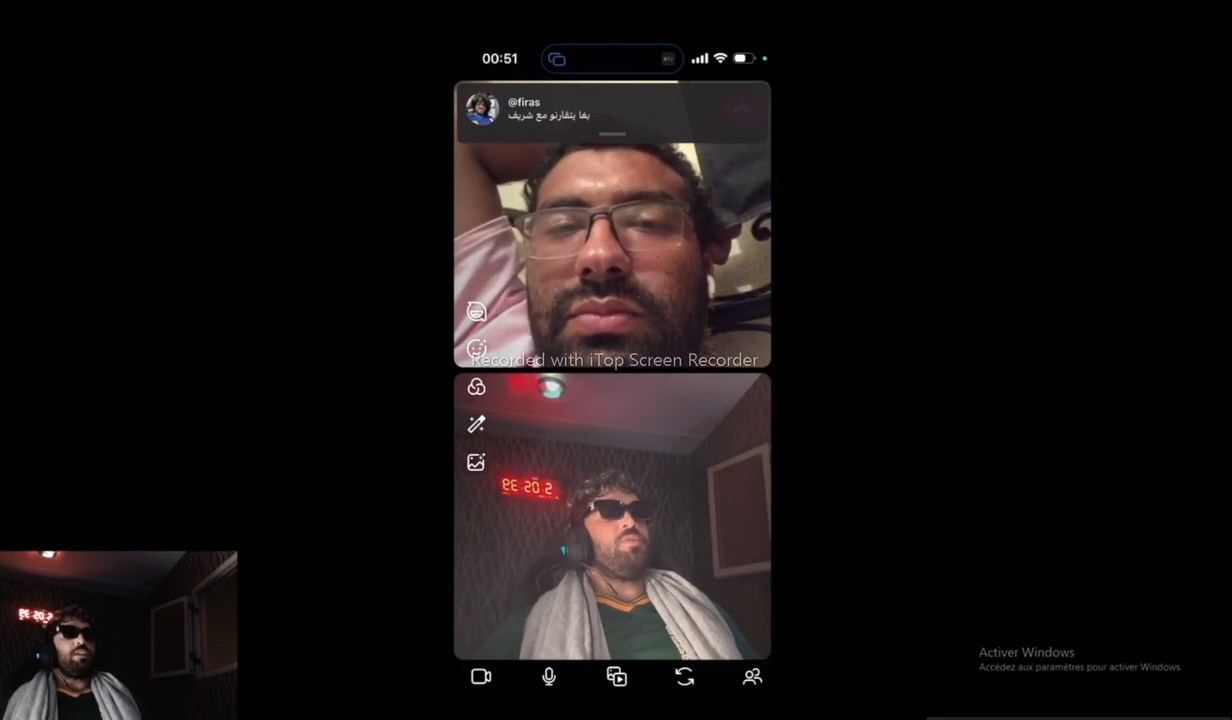 00:51
@firas
بغا يتقارنو مع شريف
Recorded with iTop Screen Recorder
Activer Windows
Accédez aux paramètres pour activer Windows.